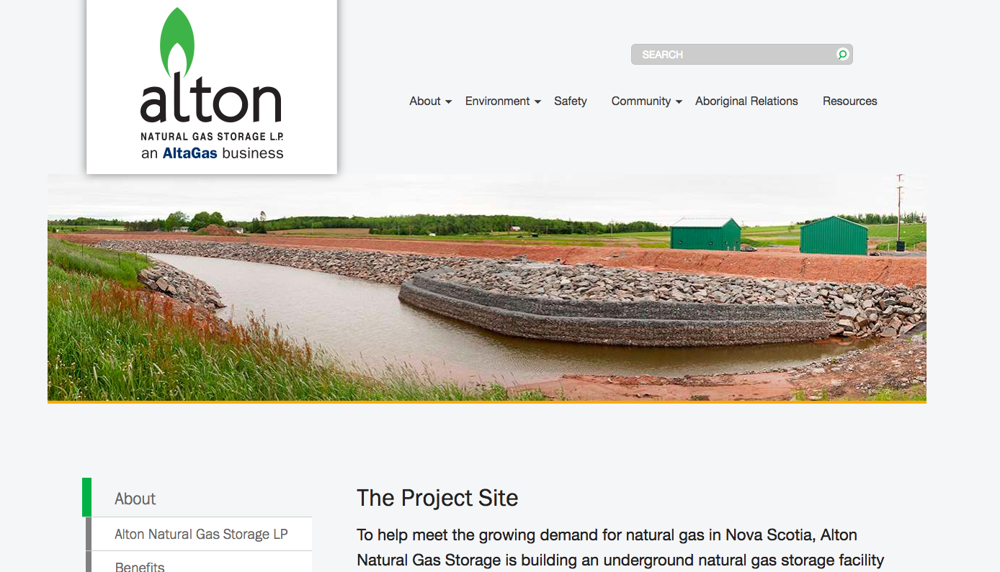 alton
NATURAL GAS STORAGE L.P.
an AltaGas business
SEARCH
About
Environment
Safety
Community
Aboriginal Relations
Resources
About
Alton Natural Gas Storage LP
Benefits
The Project Site
To help meet the growing demand for natural gas in Nova Scotia, Alton
Natural Gas Storage is building an underground natural gas storage facility